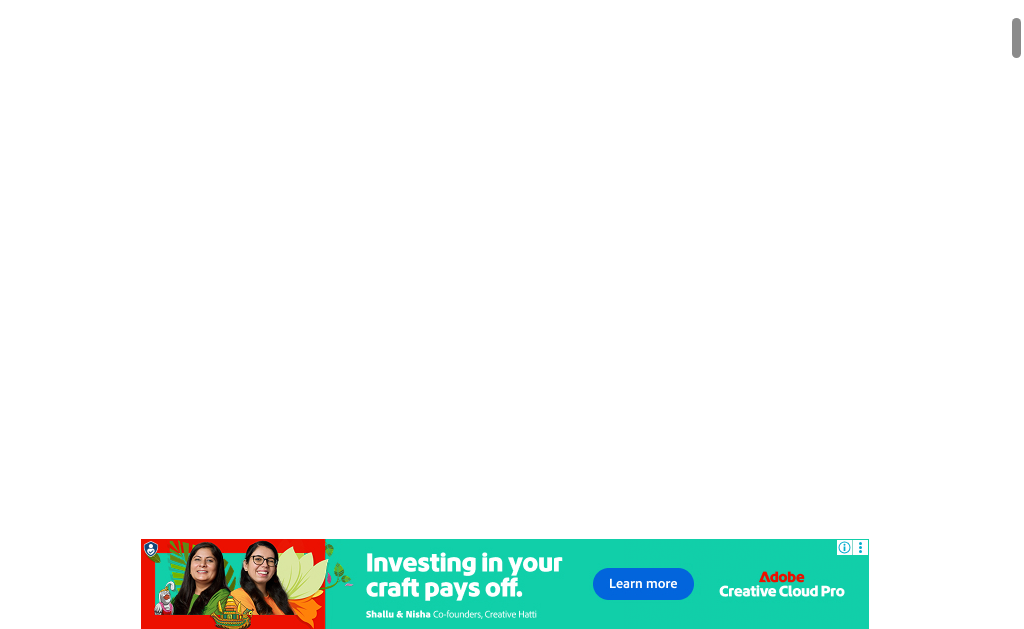 Investing in your
craft pays off.
Shallu & Nisha Co-founders, Creative Hatti
Learn more
Adobe
Creative Cloud Pro